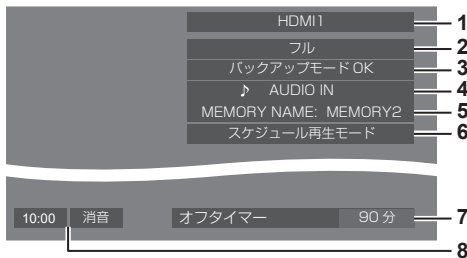 HDMI1
1
フル
2
バックアップモード OK
3
♪ AUDIO IN
4
MEMORY NAME: MEMORY2
5
スケジュール再生モード
6
10:00 消音 オフタイマー 90 分
7
8